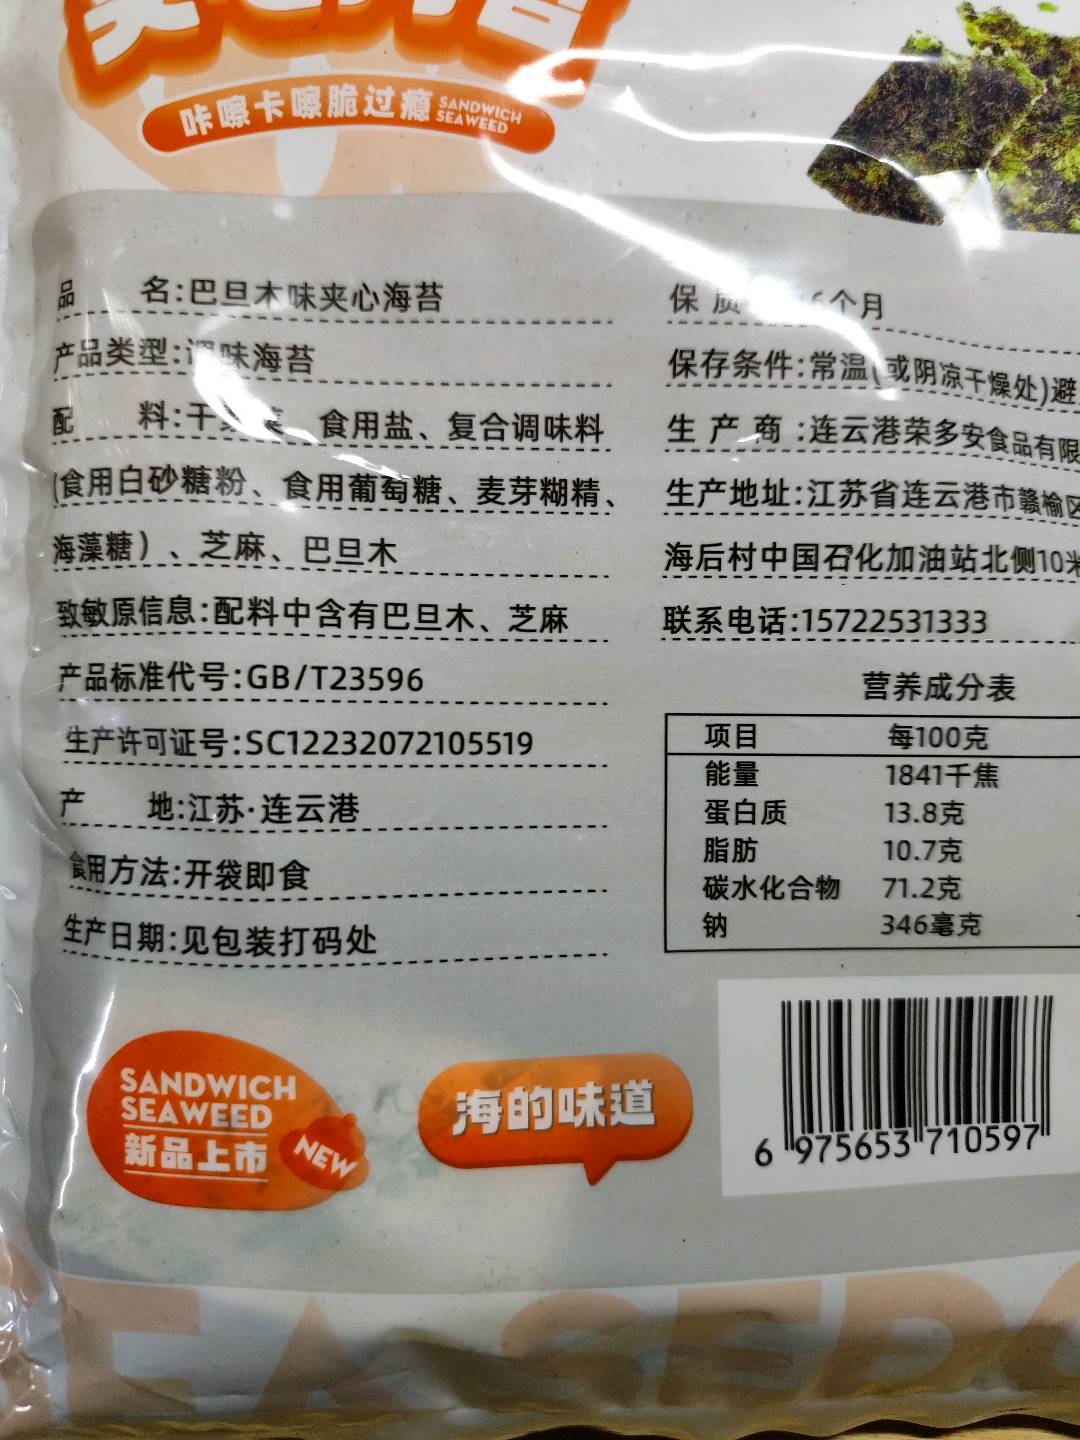 咔嚓卡嚓脆过瘾 SANDWICH SEAWEED
品 名:巴旦木味夹心海苔
产品类型:调味海苔
配 料:干紫菜、食用盐、复合调味料
(食用白砂糖粉、食用葡萄糖、麦芽糊精、
海藻糖)、芝麻、巴旦木
致敏原信息:配料中含有巴旦木、芝麻
产品标准代号:GB/T23596
生产许可证号:SC12232072105519
产 地:江苏·连云港
食用方法:开袋即食
生产日期:见包装打码处
保 质 6个月
保存条件:常温(或阴凉干燥处)避
生 产 商 :连云港荣多安食品有限
生产地址:江苏省连云港市赣榆区
海后村中国石化加油站北侧10米
联系电话:15722531333
营养成分表
项目 每100克
能量 1841千焦
蛋白质 13.8克
脂肪 10.7克
碳水化合物 71.2克
钠 346毫克
SANDWICH
SEAWEED
新品上市
NEW
海的味道
6 975653 710597